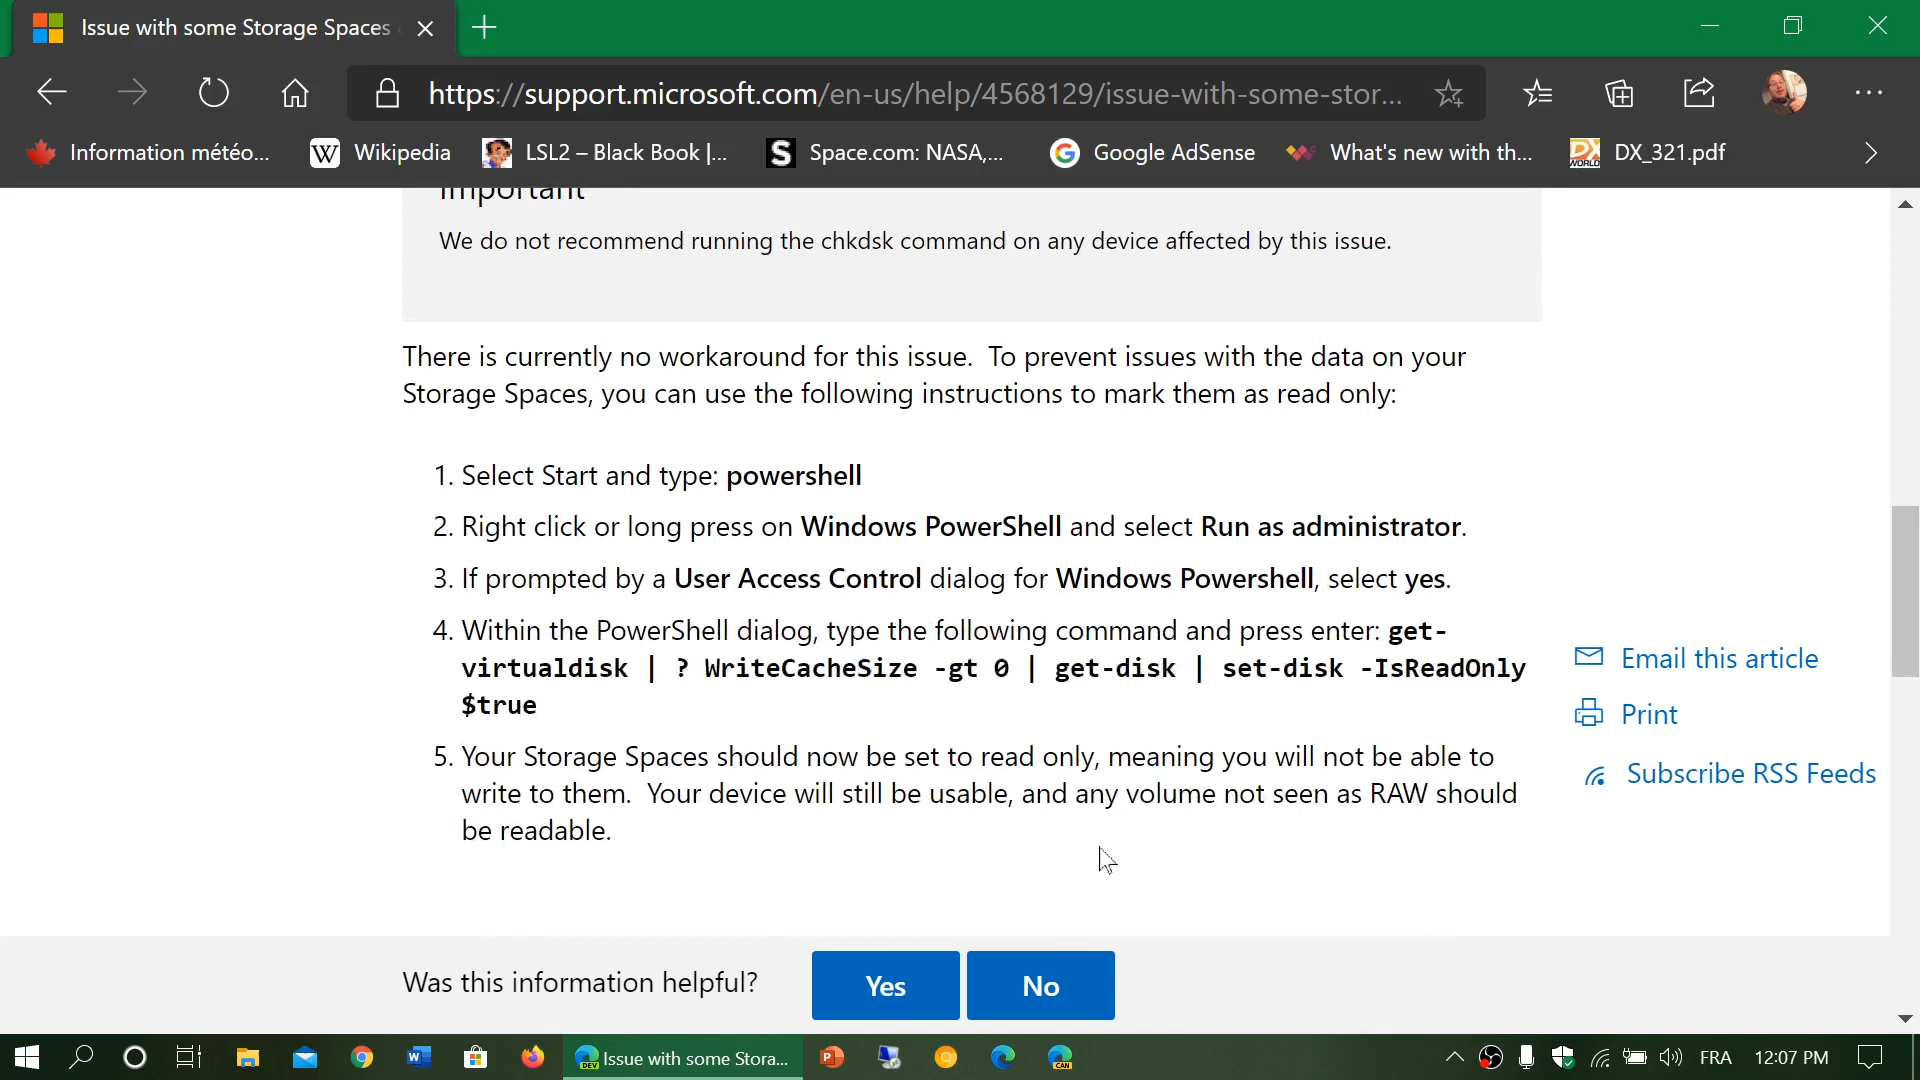 Issue with some Storage Spaces
https://support.microsoft.com/en-us/help/4568129/issue-with-some-stor...
Information météo...
W Wikipedia
LSL2 – Black Book |...
S Space.com: NASA,...
G Google AdSense
What's new with th...
DX WORLD DX_321.pdf
Important
We do not recommend running the chkdsk command on any device affected by this issue.
There is currently no workaround for this issue.  To prevent issues with the data on your
Storage Spaces, you can use the following instructions to mark them as read only:
1. Select Start and type: powershell
2. Right click or long press on Windows PowerShell and select Run as administrator.
3. If prompted by a User Access Control dialog for Windows Powershell, select yes.
4. Within the PowerShell dialog, type the following command and press enter: get-
virtualdisk | ? WriteCacheSize -gt 0 | get-disk | set-disk -IsReadOnly
$true
5. Your Storage Spaces should now be set to read only, meaning you will not be able to
write to them.  Your device will still be usable, and any volume not seen as RAW should
be readable.
Email this article
Print
Subscribe RSS Feeds
Was this information helpful?
Yes
No
W
DEV
Issue with some Stora...
P
CAN
FRA
12:07 PM